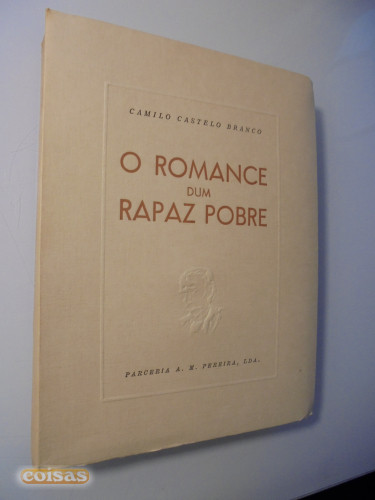 CAMILO CASTELO BRANCO
O ROMANCE
DUM
RAPAZ POBRE
PARCERIA A. M. PEREIRA, LDA.
coisas